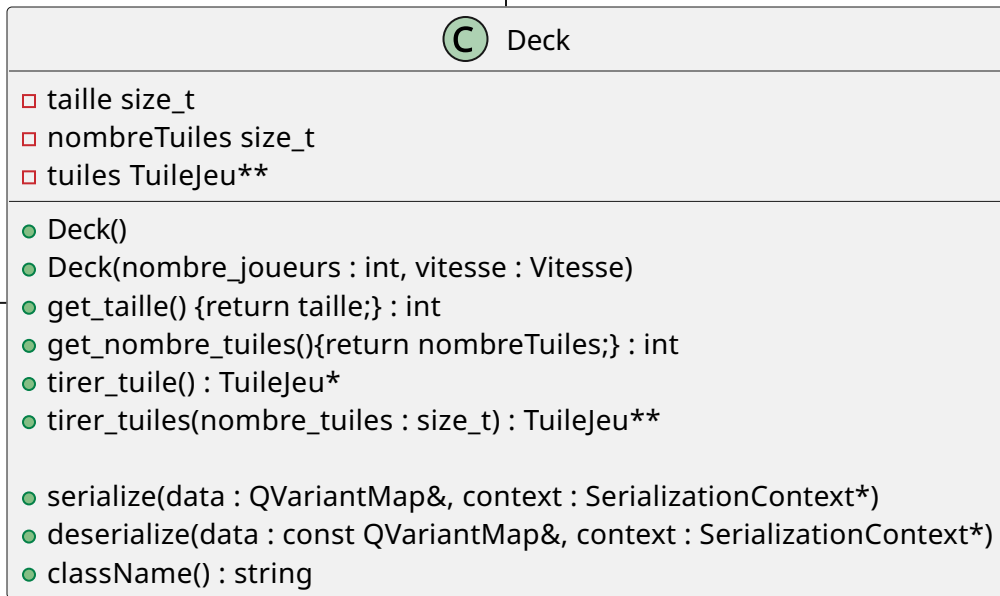 C Deck
taille size_t
nombreTuiles size_t
tuiles TuileJeu**
Deck()
Deck(nombre_joueurs : int, vitesse : Vitesse)
get_taille() {return taille;} : int
get_nombre_tuiles(){return nombreTuiles;} : int
tirer_tuile() : TuileJeu*
tirer_tuiles(nombre_tuiles : size_t) : TuileJeu**
serialize(data : QVariantMap&, context : SerializationContext*)
deserialize(data : const QVariantMap&, context : SerializationContext*)
className() : string